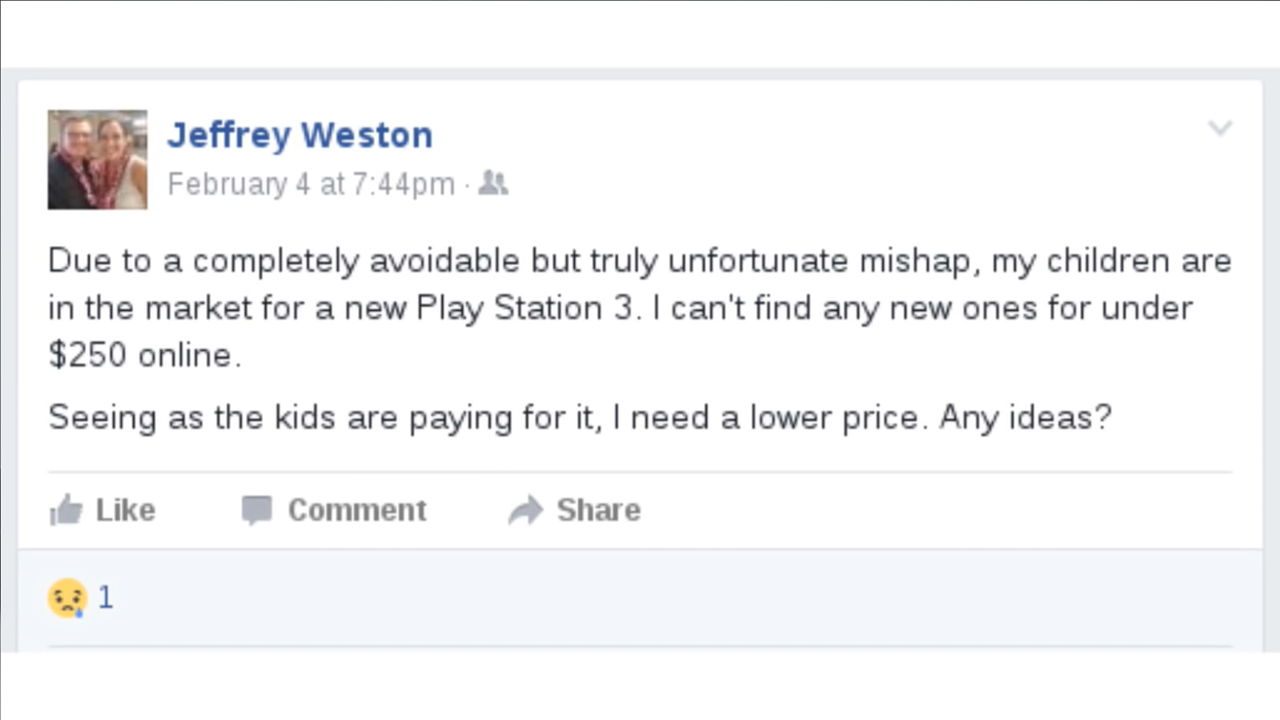 Jeffrey Weston
February 4 at 7:44pm ·
Due to a completely avoidable but truly unfortunate mishap, my children are
in the market for a new Play Station 3. I can't find any new ones for under
$250 online.
Seeing as the kids are paying for it, I need a lower price. Any ideas?
Like Comment Share
1